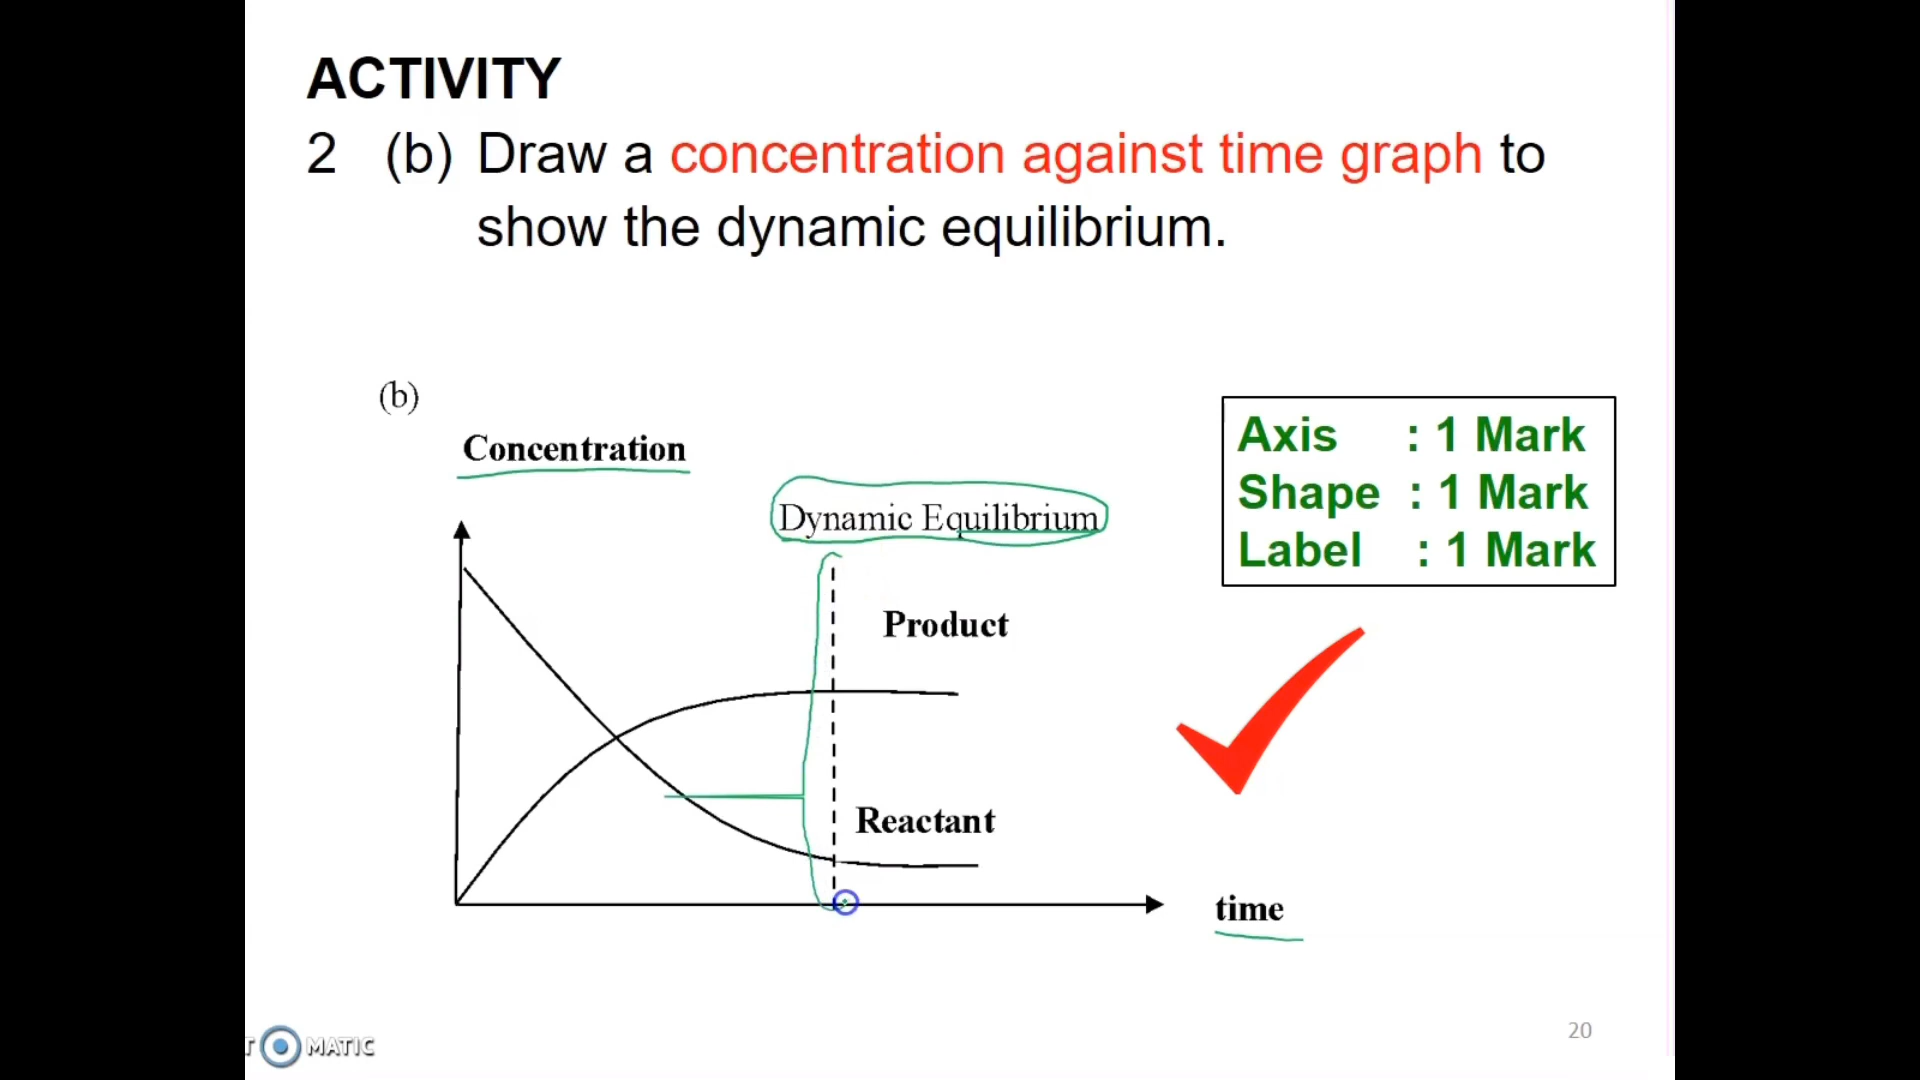 ACTIVITY
2 (b) Draw a concentration against time graph to
show the dynamic equilibrium.
(b)
Concentration
Dynamic Equilibrium
Product
Reactant
time
Axis : 1 Mark
Shape : 1 Mark
Label : 1 Mark
20
MATIC